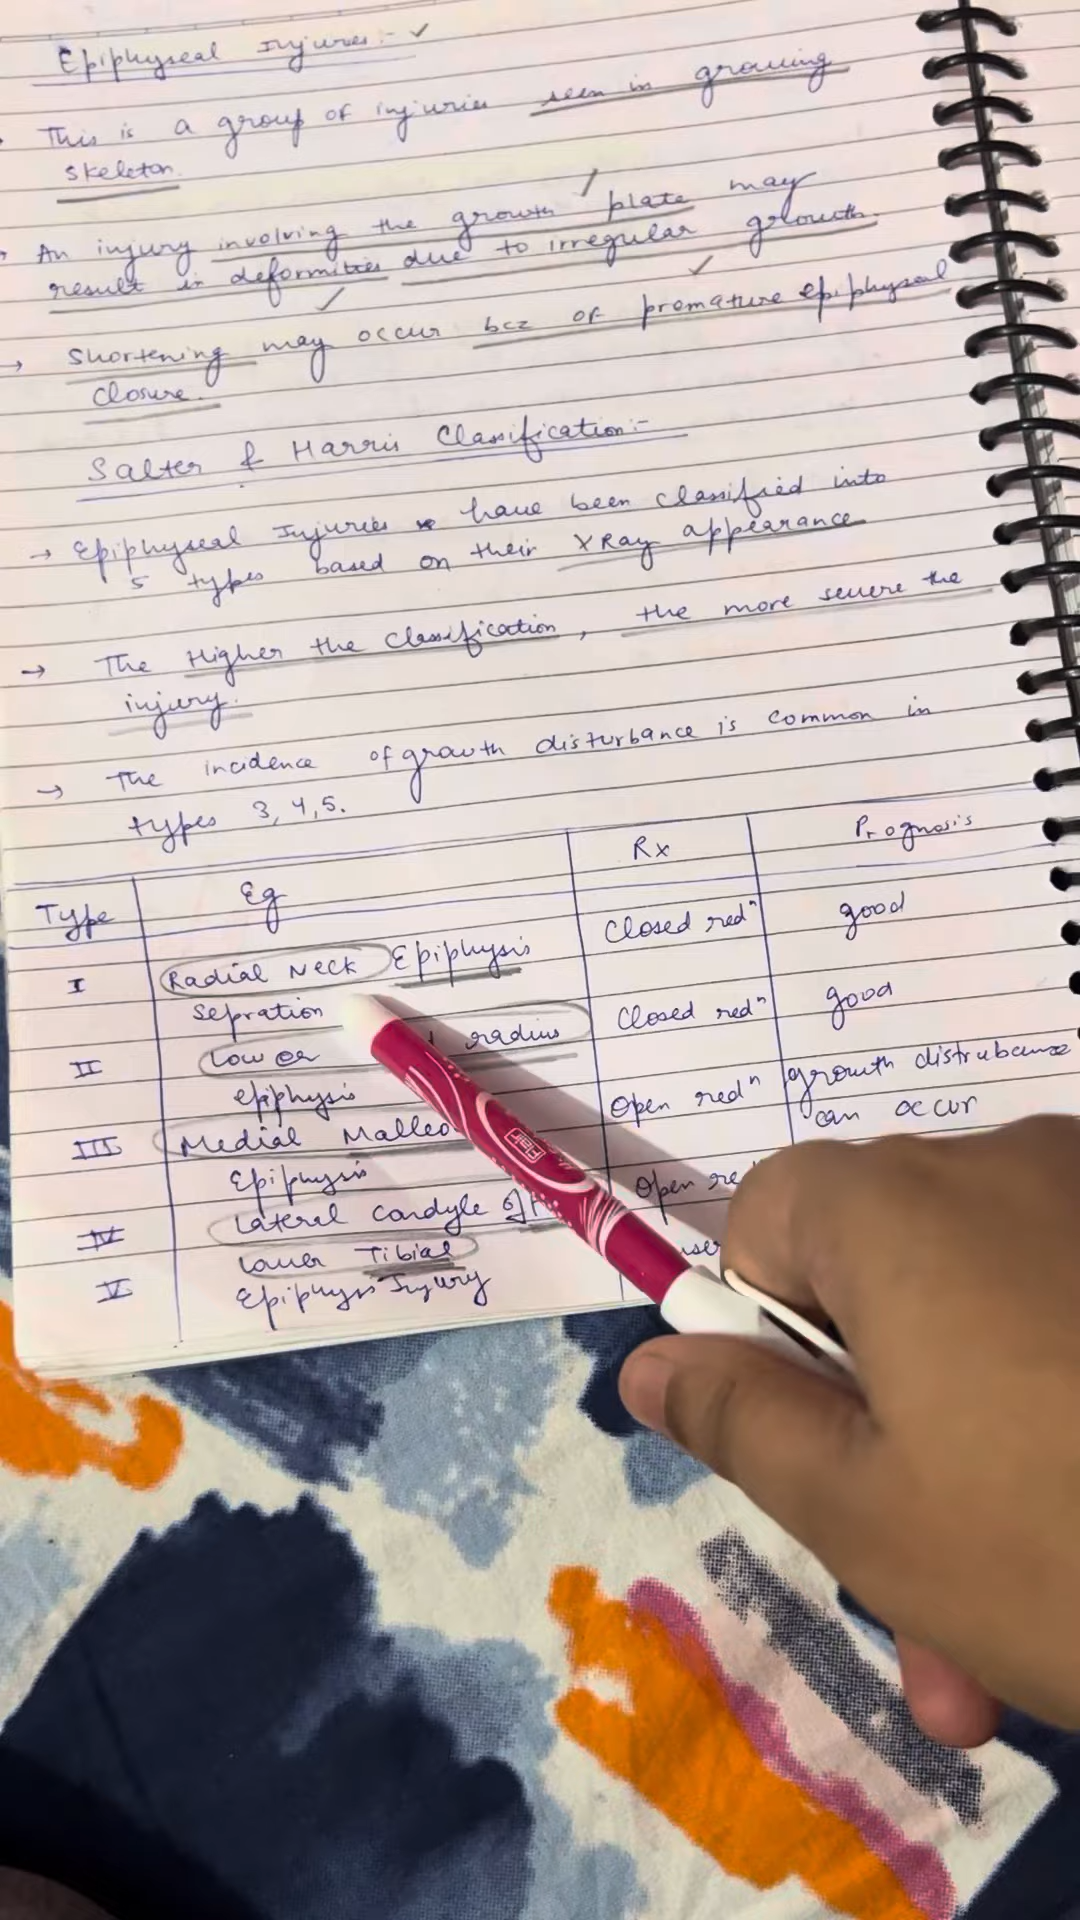 Epiphyseal Injuries:-
This is a group of injuries seen in growing
skeleton.
An injury involving the growth plate may
result in deformities due to irregular growth.
→ Shortening may occur bcz of premature epiphysal
closure.
Salter & Harris Classification:-
→ Epiphyseal Injuries have been classified into
5 types based on their XRay appearance
→ The Higher the classification, the more severe the
injury.
→ The incidence of growth disturbance is common in
types 3, 4, 5.
Type Eg Rx Prognosis
I Radial Neck Epiphysis Closed redⁿ good
sepration
II Lower radius Closed redⁿ good
epiphysis
III Medial Malleo Open redⁿ growth distrubance
Epiphysis can occur
IV Lateral Condyle of Open re
V Lower Tibial
Epiphysis Injury
Flair